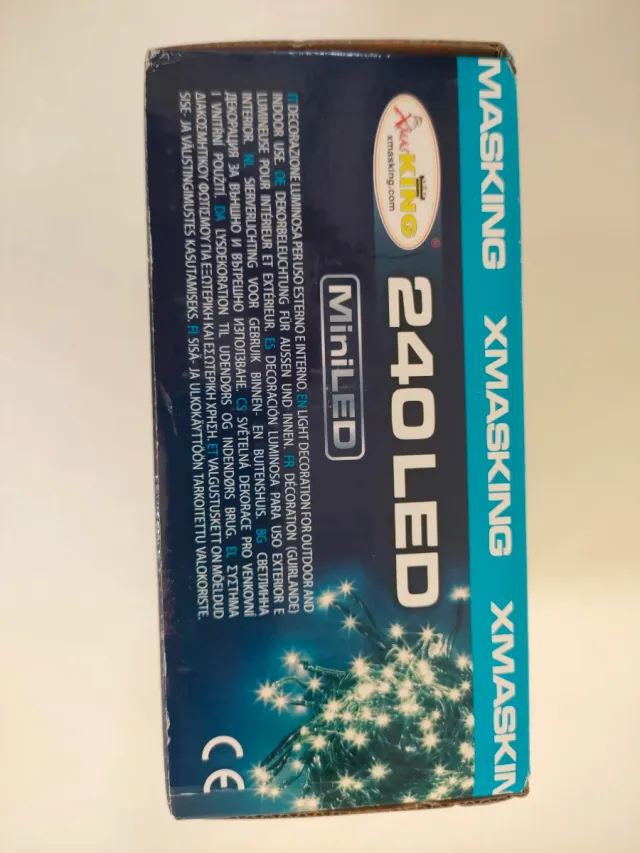 MASKING XMASKING XMASKIN
XmasKING ®
xmasking.com
240 LED
MiniLED
IT DECORAZIONE LUMINOSA PER USO ESTERNO E INTERNO. EN LIGHT DECORATION FOR OUTDOOR AND
INDOOR USE. DE DEKORBELEUCHTUNG FÜR AUSSEN UND INNEN. FR DÉCORATION (GUIRLANDE)
LUMINEUSE POUR INTÉRIEUR ET EXTÉRIEUR. ES DECORACIÓN LUMINOSA PARA USO EXTERIOR E
INTERIOR. NL SIERVERLICHTING VOOR GEBRUIK BINNEN- EN BUITENSHUIS. BG СВЕТЛИННА
ДЕКОРАЦИЯ ЗА ВЪНШНО И ВЪТРЕШНО ИЗПОЛЗВАНЕ. CS SVĚTELNÁ DEKORACE PRO VENKOVNÍ
I VNITŘNÍ POUŽITÍ. DA LYSDEKORATION TIL UDENDØRS OG INDENDØRS BRUG. EL ΣΥΣΤΗΜΑ
ΔΙΑΚΟΣΜΗΤΙΚΟΥ ΦΩΤΙΣΜΟΥ ΓΙΑ ΕΞΩΤΕΡΙΚΗ ΚΑΙ ΕΣΩΤΕΡΙΚΗ ΧΡΗΣΗ. ET VALGUSTUSKETT ON MÕELDUD
SISE- JA VÄLISTINGIMUSTES KASUTAMISEKS. FI SISÄ- JA ULKOKÄYTTÖÖN TARKOITETTU VALOKORISTE.
CE